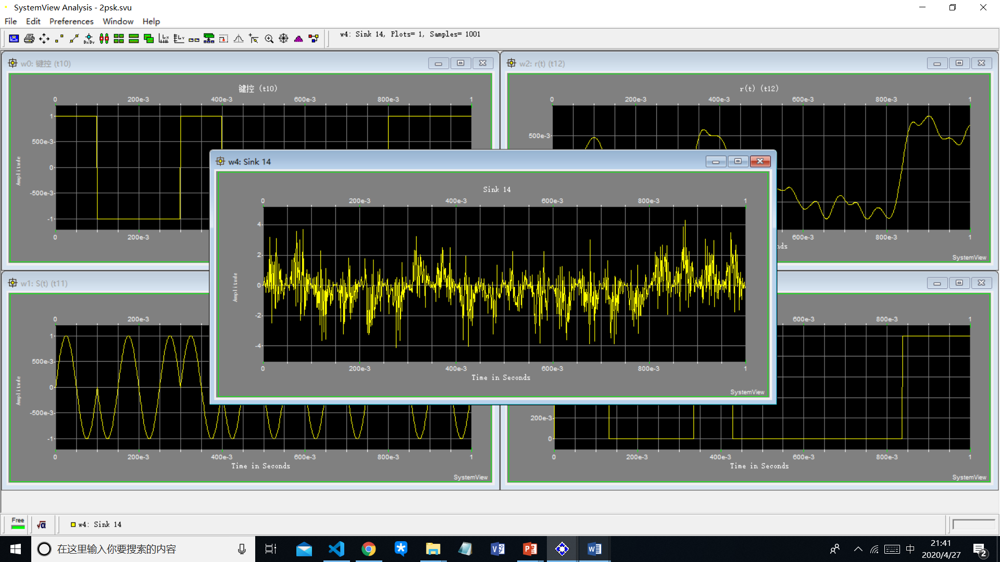 SystemView Analysis - 2psk.svu
File Edit Preferences Window Help
w4: Sink 14, Plots= 1, Samples= 1001
w0: 键控 (t10)
键控 (t10)
0 200e-3 400e-3 600e-3 800e-3 1
1
500e-3
0
-500e-3
-1
Amplitude
0 200e-3
w2: r(t) (t12)
r(t) (t12)
0 200e-3 400e-3 600e-3 800e-3 1
500e-3
600e-3 800e-3 1
nds
SystemView
w4: Sink 14
Sink 14
0 200e-3 400e-3 600e-3 800e-3 1
4
2
0
-2
-4
Amplitude
0 200e-3 400e-3 600e-3 800e-3 1
Time in Seconds
SystemView
w1: S(t) (t11)
0 200e-3
1
500e-3
0
-500e-3
-1
Amplitude
0 200e-3 400e-3 600e-3 800e-3 1
Time in Seconds
SystemView
600e-3 800e-3 1
200e-3
0
0 200e-3 400e-3 600e-3 800e-3 1
Time in Seconds
SystemView
Free
√α
w4: Sink 14
在这里输入你要搜索的内容
中
21:41
2020/4/27
2